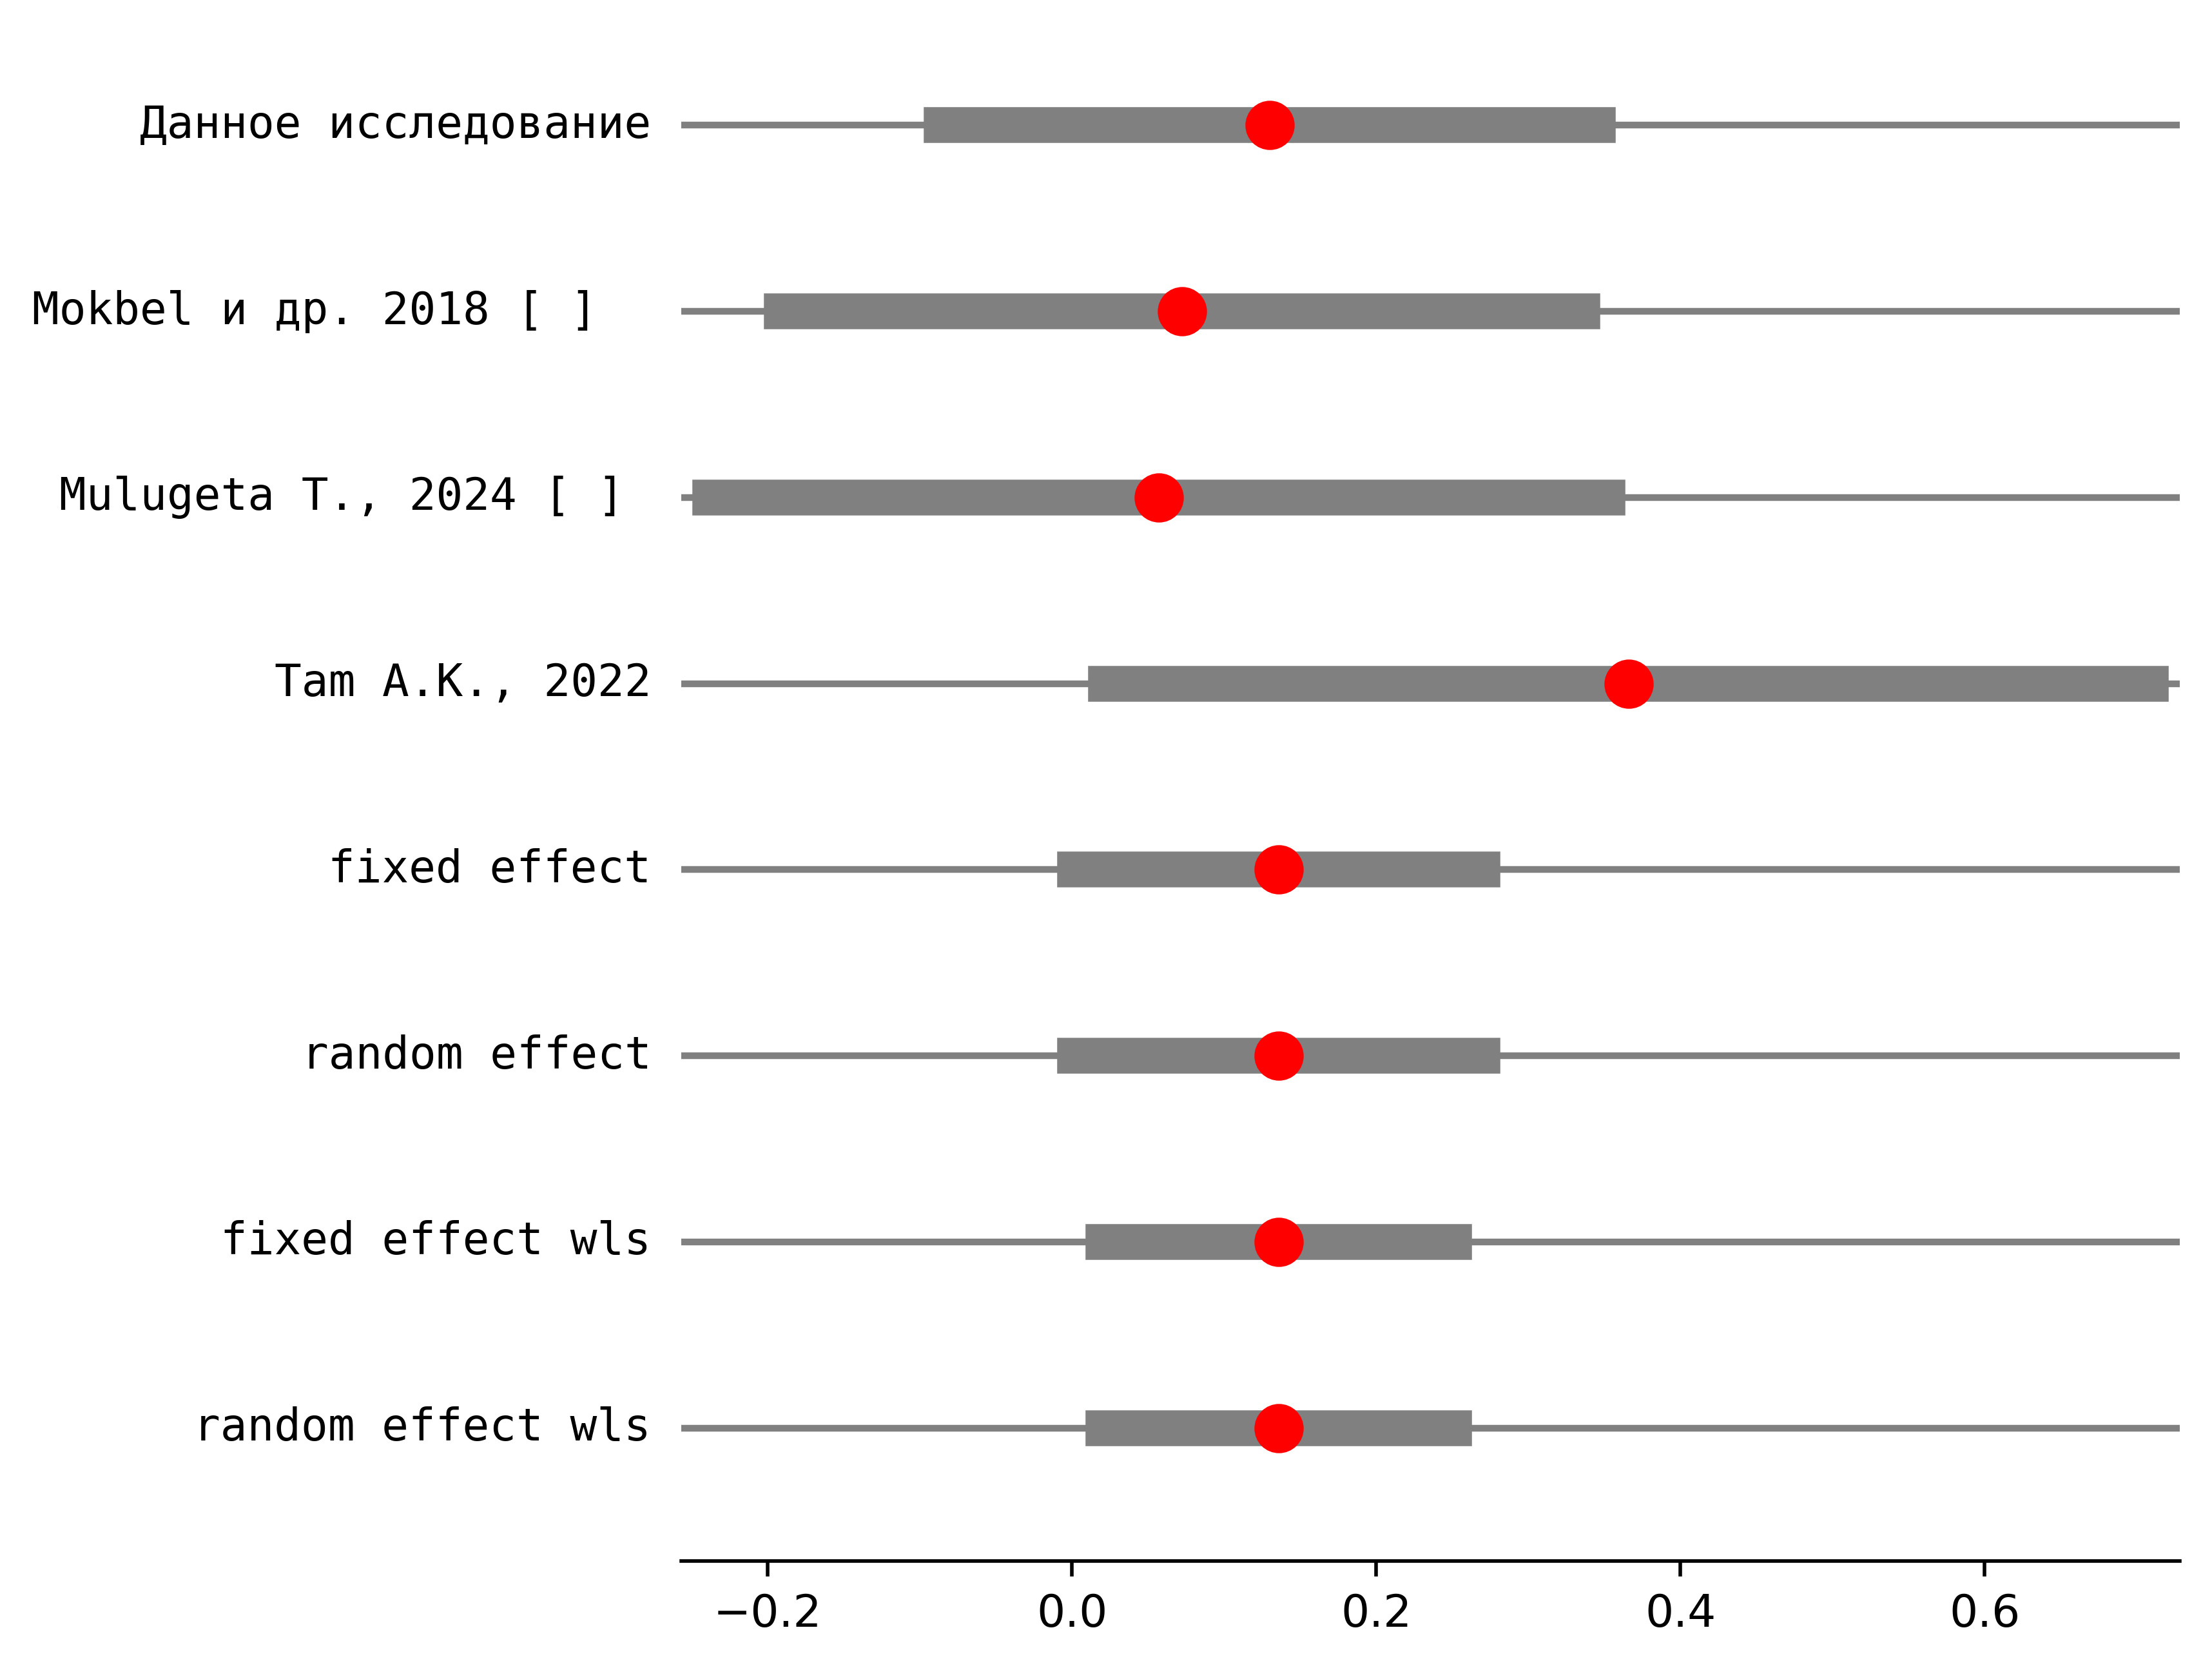 Данное исследование
Mokbel и др. 2018 [ ]
Mulugeta T., 2024 [ ]
Tam A.K., 2022
fixed effect
random effect
fixed effect wls
random effect wls
−0.2 0.0 0.2 0.4 0.6